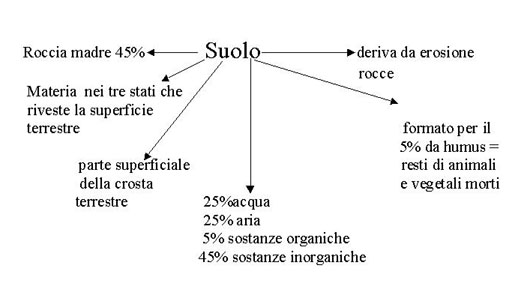 Roccia madre 45%
Suolo
deriva da erosione
rocce
Materia nei tre stati che
riveste la superficie
terrestre
formato per il
5% da humus =
resti di animali
e vegetali morti
parte superficiale
della crosta
terrestre
25%acqua
25% aria
5% sostanze organiche
45% sostanze inorganiche